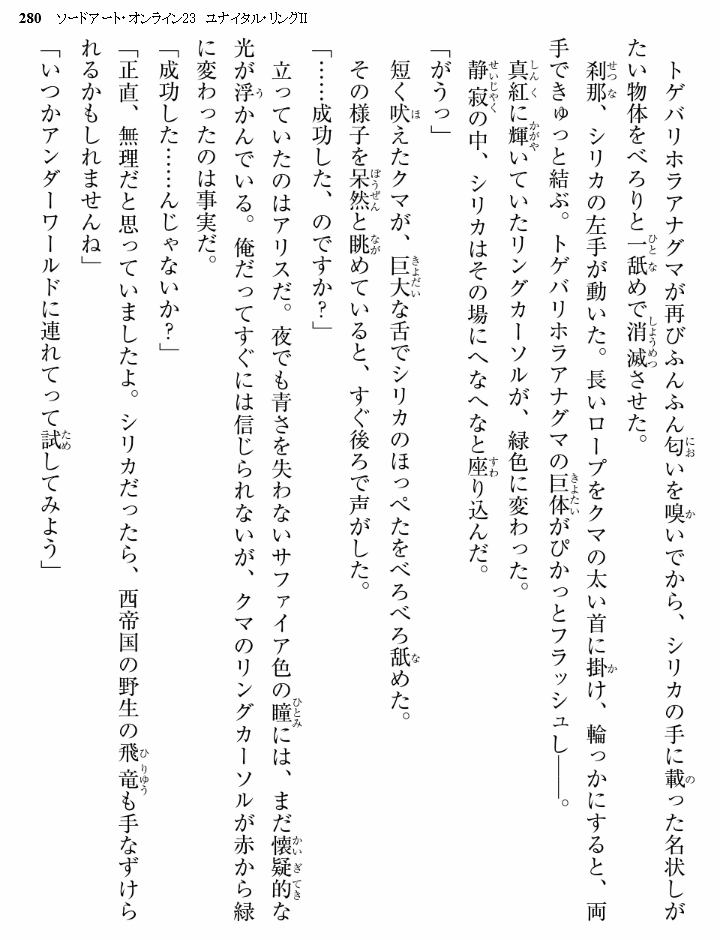 280 ソードアート・オンライン23 ユナイタル・リングⅡ
トゲバリホラアナグマが再びふんふん匂いを嗅いでから、シリカの手に載った名状しが
たい物体をべろりと一舐めで消滅させた。
刹那、シリカの左手が動いた。長いロープをクマの太い首に掛け、輪っかにすると、両
手できゅっと結ぶ。トゲバリホラアナグマの巨体がぴかっとフラッシュし――。
真紅に輝いていたリングカーソルが、緑色に変わった。
静寂の中、シリカはその場にへなへなと座り込んだ。
「がうっ」
短く吠えたクマが、巨大な舌でシリカのほっぺたをべろべろ舐めた。
その様子を呆然と眺めていると、すぐ後ろで声がした。
「……成功した、のですか?」
立っていたのはアリスだ。夜でも青さを失わないサファイア色の瞳には、まだ懐疑的な
光が浮かんでいる。俺だってすぐには信じられないが、クマのリングカーソルが赤から緑
に変わったのは事実だ。
「成功した……んじゃないか?」
「正直、無理だと思っていましたよ。シリカだったら、西帝国の野生の飛竜も手なずけら
れるかもしれませんね」
「いつかアンダーワールドに連れてって試してみよう」